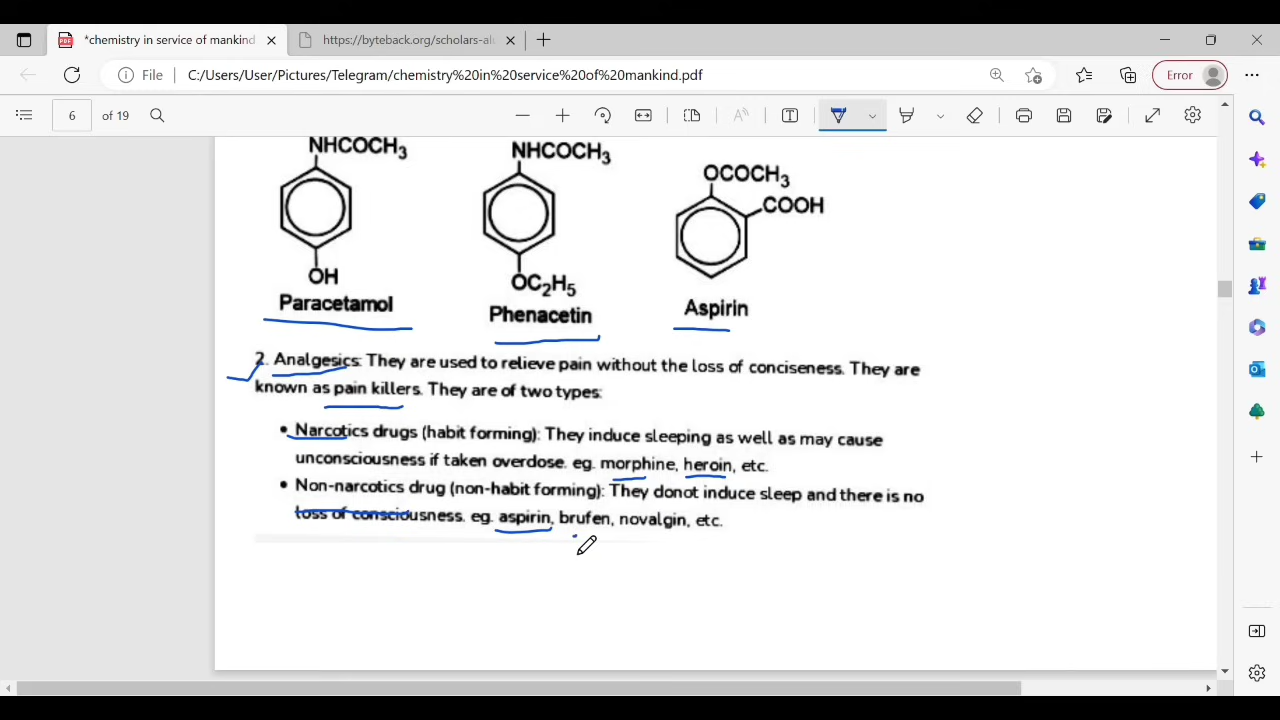 *chemistry in service of mankind
https://byteback.org/scholars-alu
File
C:/Users/User/Pictures/Telegram/chemistry%20in%20service%20of%20mankind.pdf
Error
6
of 19
NHCOCH3
OH
Paracetamol
NHCOCH3
OC2H5
Phenacetin
OCOCH3
COOH
Aspirin
2. Analgesics: They are used to relieve pain without the loss of conciseness. They are
known as pain killers. They are of two types:
• Narcotics drugs (habit forming): They induce sleeping as well as may cause
unconsciousness if taken overdose. eg. morphine, heroin, etc.
• Non-narcotics drug (non-habit forming): They donot induce sleep and there is no
loss of consciousness. eg. aspirin, brufen, novalgin, etc.